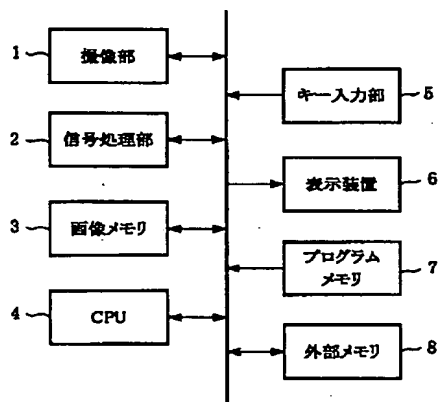 1
撮像部
2
信号処理部
3
画像メモリ
4
CPU
キー入力部
5
表示装置
6
プログラム
メモリ
7
外部メモリ
8